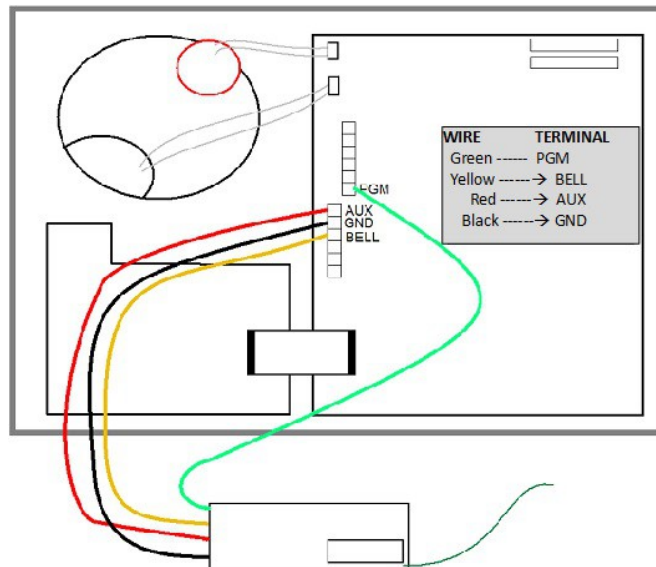 WIRE TERMINAL
Green ------ PGM
Yellow ------→ BELL
Red ----→ AUX
Black -----→ GND
PGM
AUX
GND
BELL